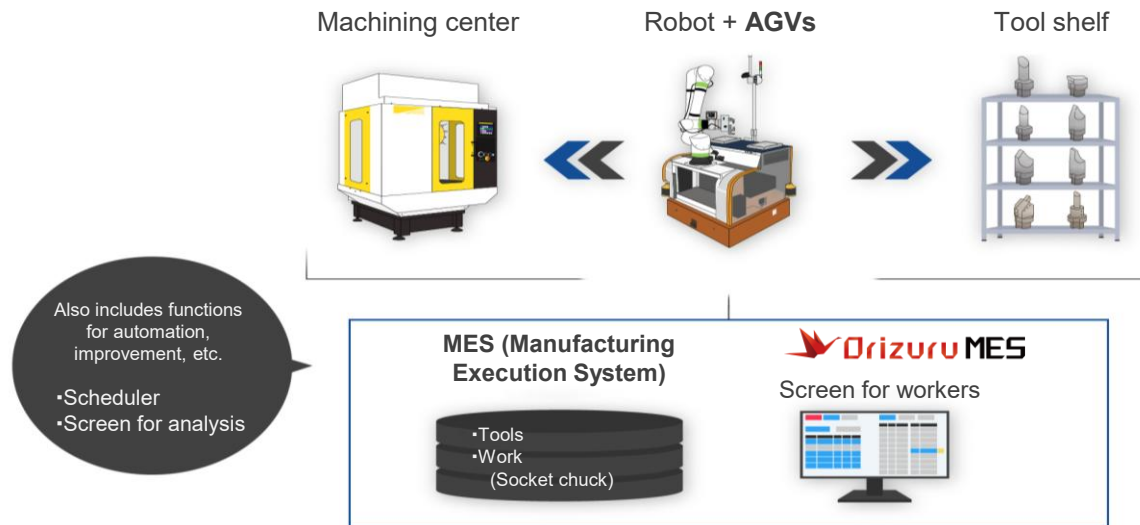 Machining center
Robot + AGVs
Tool shelf
Also includes functions
for automation,
improvement, etc.
・Scheduler
・Screen for analysis
MES (Manufacturing
Execution System)
・Tools
・Work
(Socket chuck)
Orizuru MES
Screen for workers